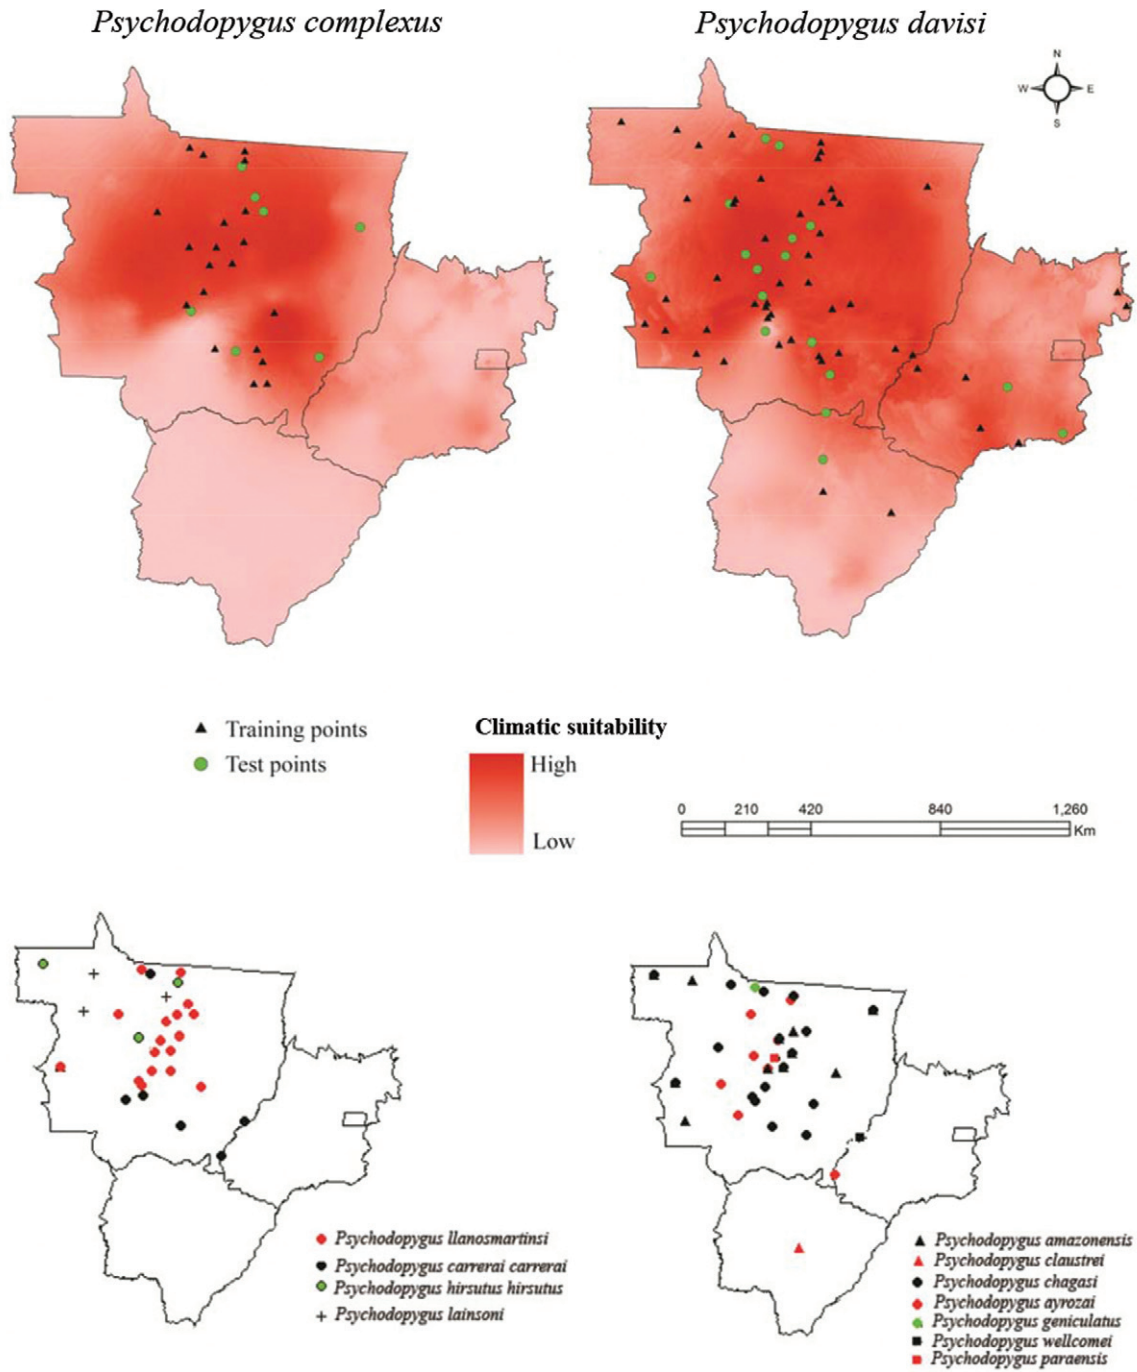 Psychodopygus complexus
Psychodopygus davisi
N
W E
S
Training points
Test points
Climatic suitability
High
Low
0 210 420 840 1,260
Km
Psychodopygus llanosmartinsi
Psychodopygus carrerai carrerai
Psychodopygus hirsutus hirsutus
Psychodopygus lainsoni
Psychodopygus amazonensis
Psychodopygus claustrei
Psychodopygus chagasi
Psychodopygus ayrozai
Psychodopygus geniculatus
Psychodopygus wellcomei
Psychodopygus paraensis